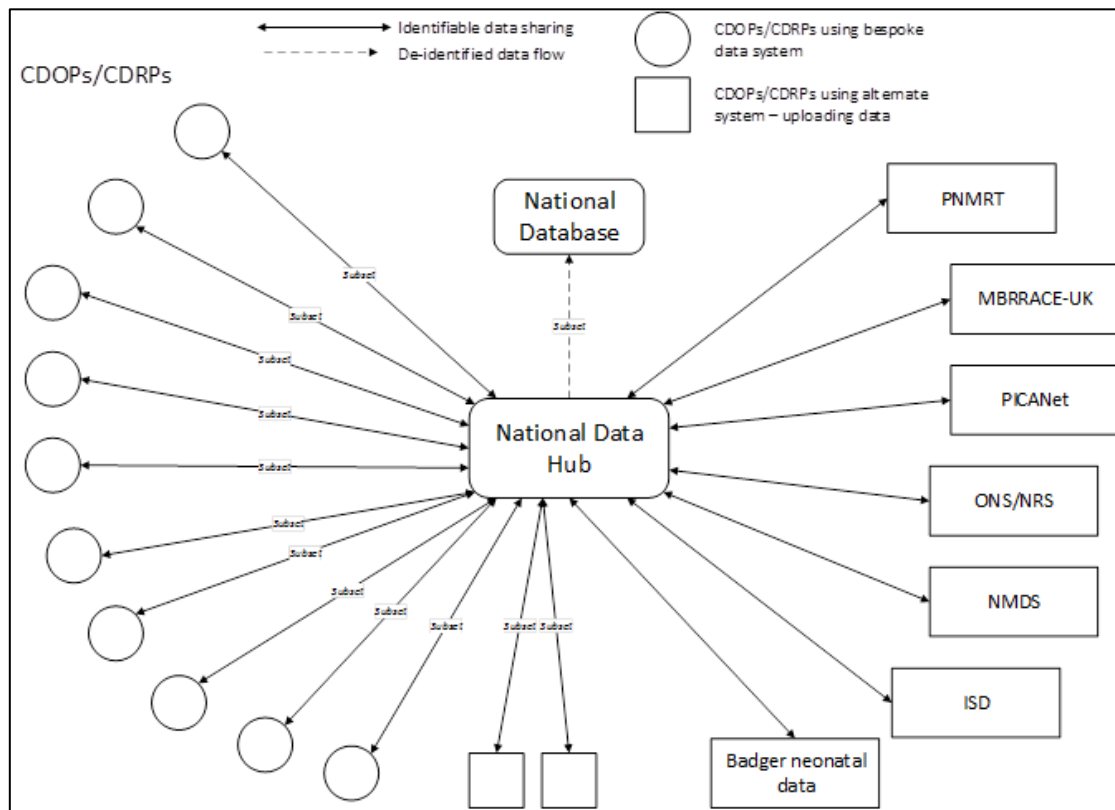 Identifiable data sharing
De-identified data flow
CDOPs/CDRPs using bespoke
data system
CDOPs/CDRPs using alternate
system – uploading data
CDOPs/CDRPs
National
Database
PNMRT
MBRRACE-UK
PICANet
ONS/NRS
NMDS
ISD
Badger neonatal
data
National Data
Hub
Subset
Subset
Subset
Subset
Subset
Subset
Subset
Subset
Subset
Subset
Subset
Subset
Subset